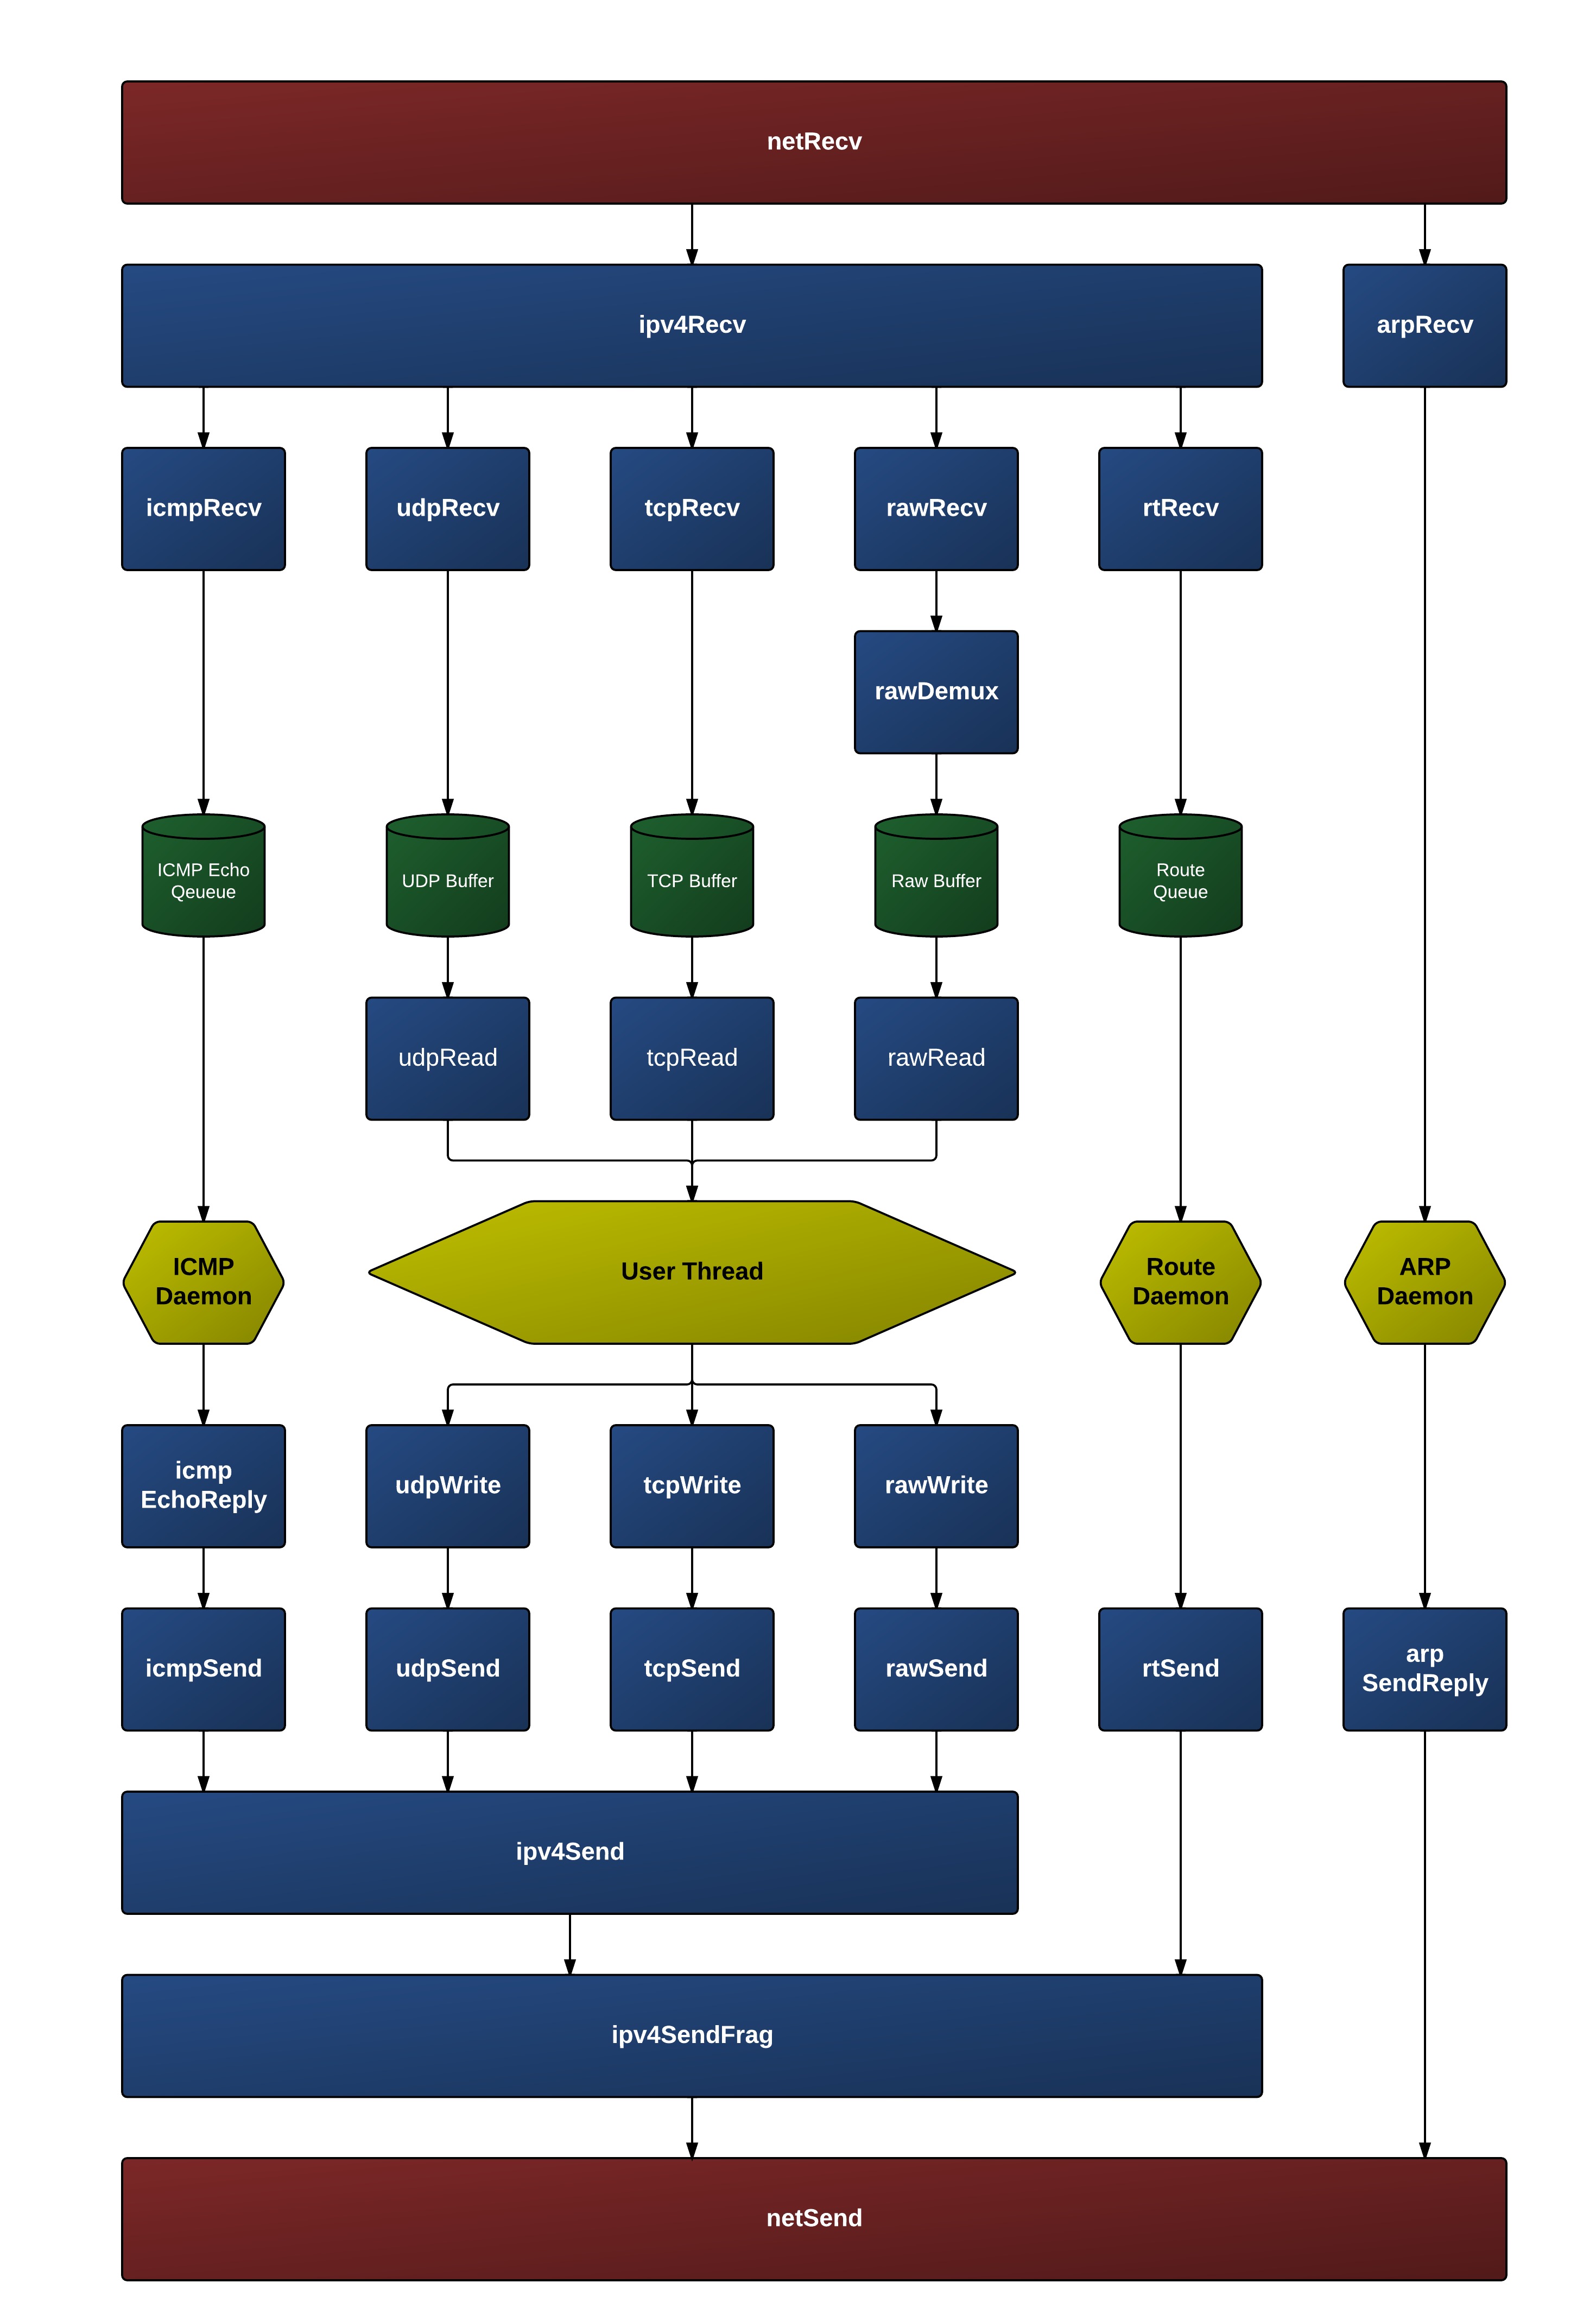 netRecv
ipv4Recv
arpRecv
icmpRecv
udpRecv
tcpRecv
rawRecv
rtRecv
rawDemux
ICMP Echo
Qeueue
UDP Buffer
TCP Buffer
Raw Buffer
Route
Queue
udpRead
tcpRead
rawRead
ICMP
Daemon
User Thread
Route
Daemon
ARP
Daemon
icmp
EchoReply
udpWrite
tcpWrite
rawWrite
icmpSend
udpSend
tcpSend
rawSend
rtSend
arp
SendReply
ipv4Send
ipv4SendFrag
netSend